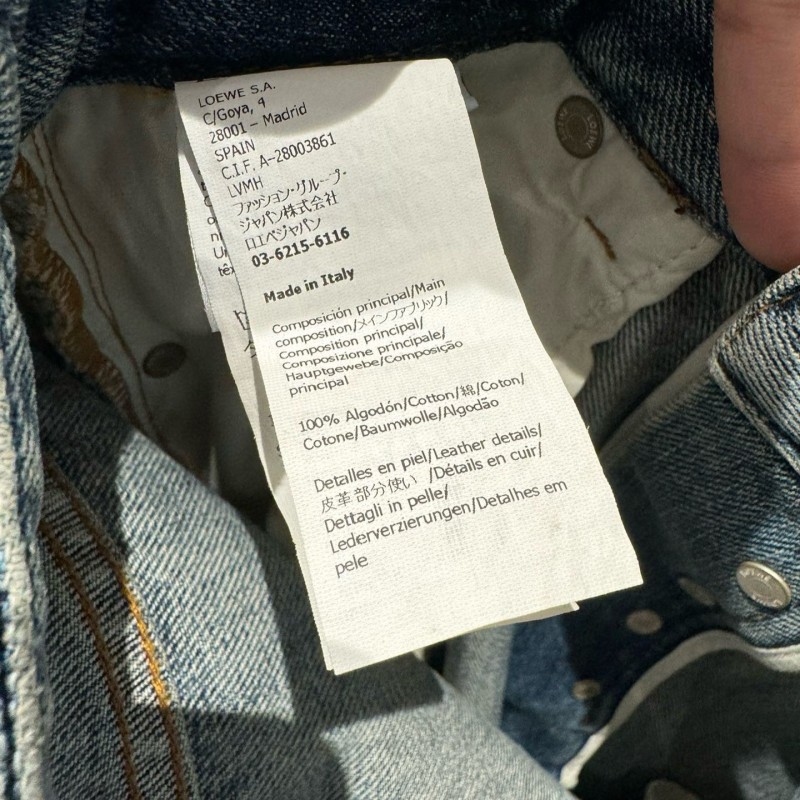 LOEWE S.A.
C/Goya, 4
28001 – Madrid
SPAIN
C.I.F. A-28003861
LVMH
ファッション・グループ・
ジャパン株式会社
ロエベジャパン
03-6215-6116
Made in Italy
Composición principal/Main
composition/メインファブリック/
Composition principal/
Composizione principale/
Hauptgewebe/Composição
principal
100% Algodón/Cotton/綿/Coton/
Cotone/Baumwolle/Algodão
Detalles en piel/Leather details/
皮革部分使い /Détails en cuir/
Dettagli in pelle/
Lederverzierungen/Detalhes em
pele